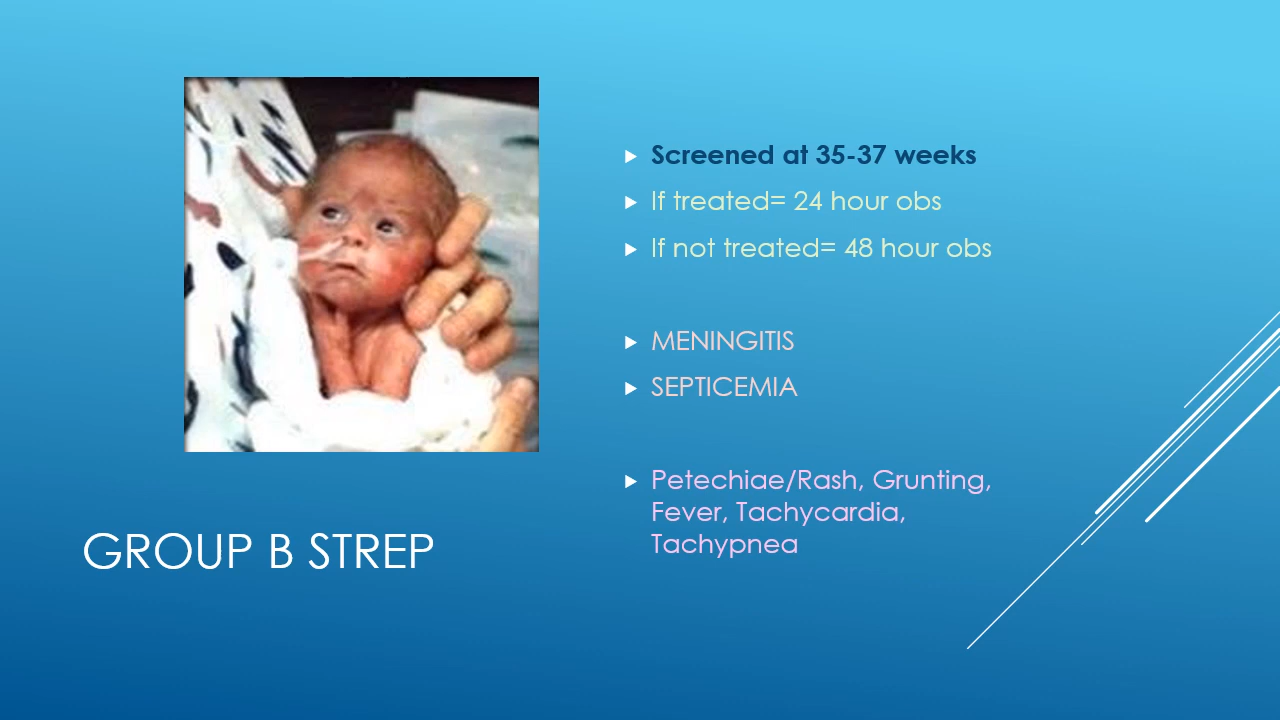 Screened at 35-37 weeks
If treated= 24 hour obs
If not treated= 48 hour obs
MENINGITIS
SEPTICEMIA
Petechiae/Rash, Grunting,
Fever, Tachycardia,
Tachypnea
GROUP B STREP